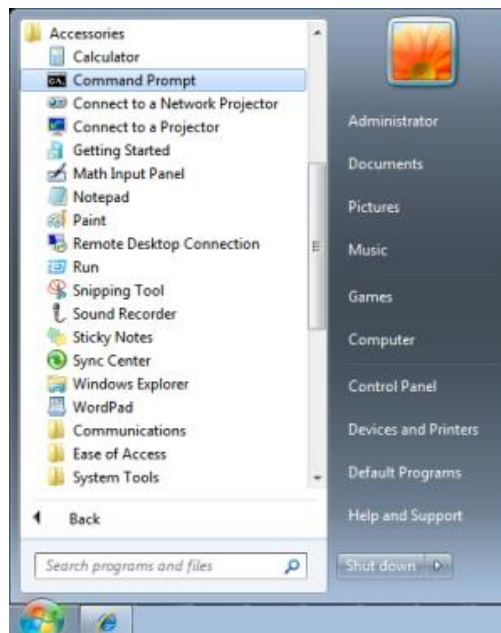 Accessories
Calculator
Command Prompt
Connect to a Network Projector
Connect to a Projector
Getting Started
Math Input Panel
Notepad
Paint
Remote Desktop Connection
Run
Snipping Tool
Sound Recorder
Sticky Notes
Sync Center
Windows Explorer
WordPad
Communications
Ease of Access
System Tools
Back
Search programs and files
Administrator
Documents
Pictures
Music
Games
Computer
Control Panel
Devices and Printers
Default Programs
Help and Support
Shut down